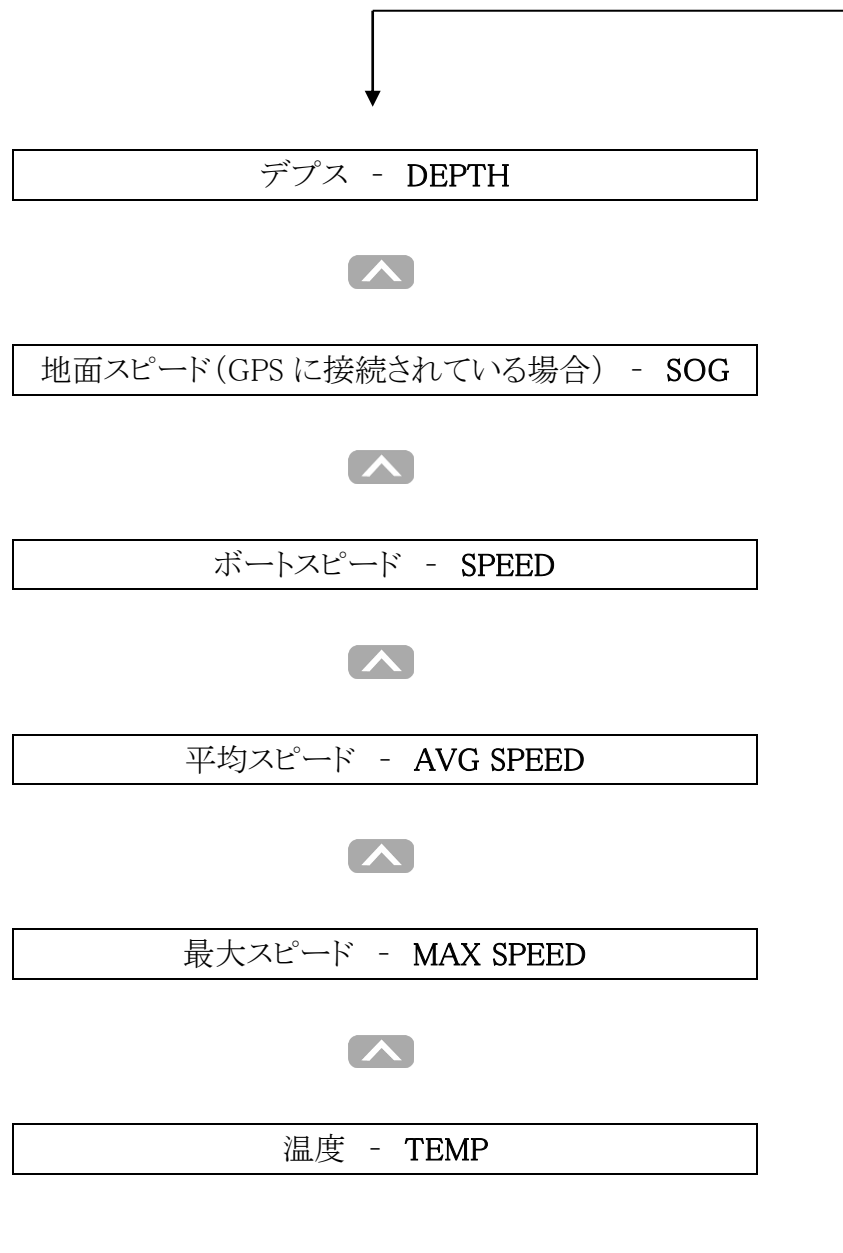 デプス - DEPTH
地面スピード(GPS に接続されている場合) - SOG
ボートスピード - SPEED
平均スピード - AVG SPEED
最大スピード - MAX SPEED
温度 - TEMP